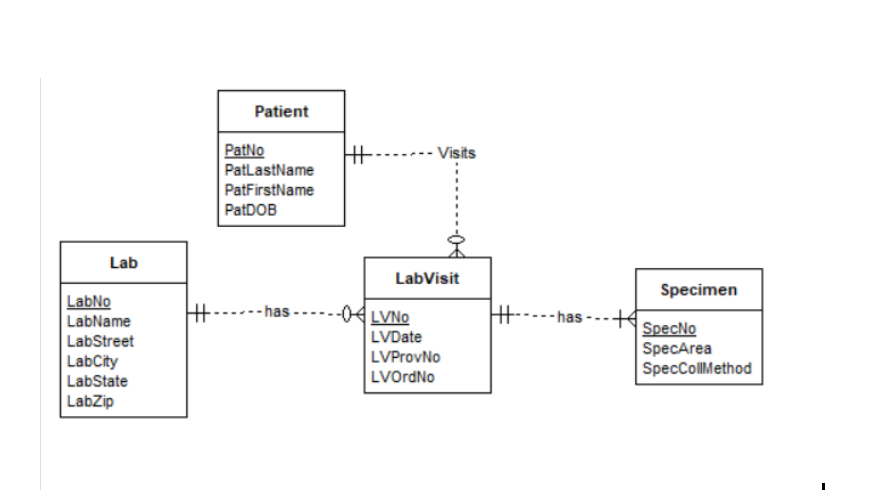 Patient
PatNo
PatLastName
PatFirstName
PatDOB
Visits
Lab
LabNo
LabName
LabStreet
LabCity
LabState
LabZip
has
LabVisit
LVNo
LVDate
LVProvNo
LVOrdNo
has
Specimen
SpecNo
SpecArea
SpecCollMethod